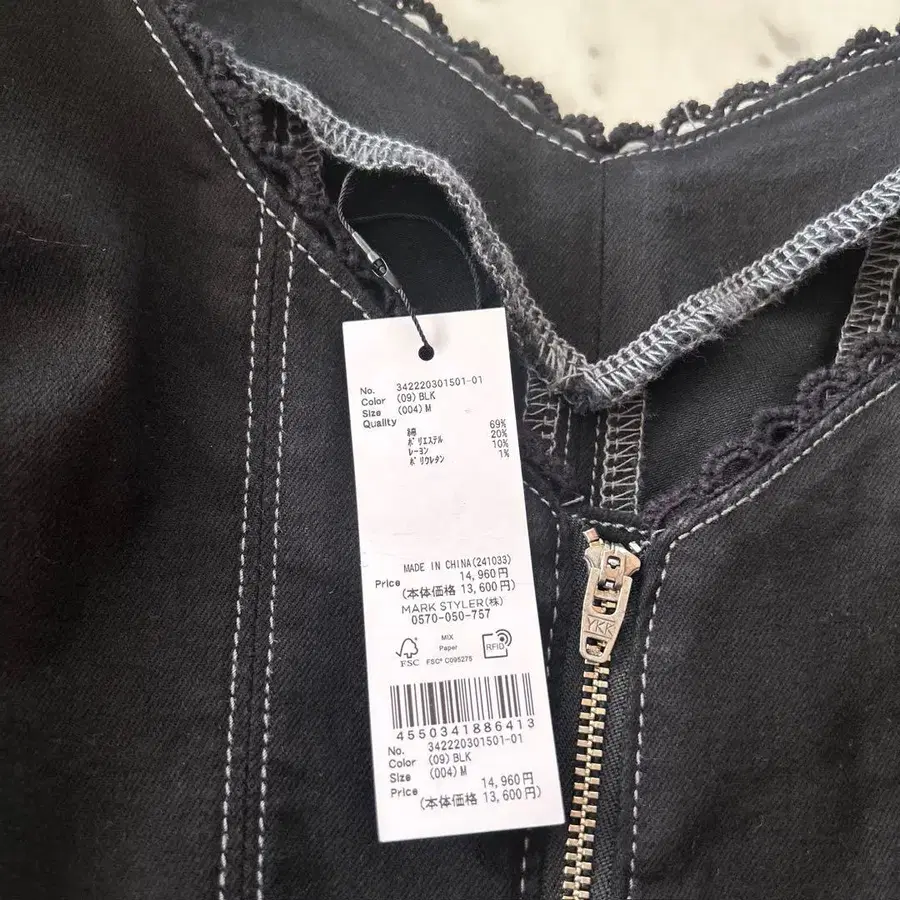 No. 342220301501-01
Color (09) BLK
Size (004) M
Quality
綿 69%
ポリエステル 20%
レーヨン 10%
ポリウレタン 1%
MADE IN CHINA(241033)
Price 14,960円
(本体価格 13,600円)
MARK STYLER(株)
0570-050-757
FSC
MIX
Paper
FSC® C095275
RFID
4550341886413
No. 342220301501-01
Color (09) BLK
Size (004) M
Price 14,960円
(本体価格 13,600円)
YKK